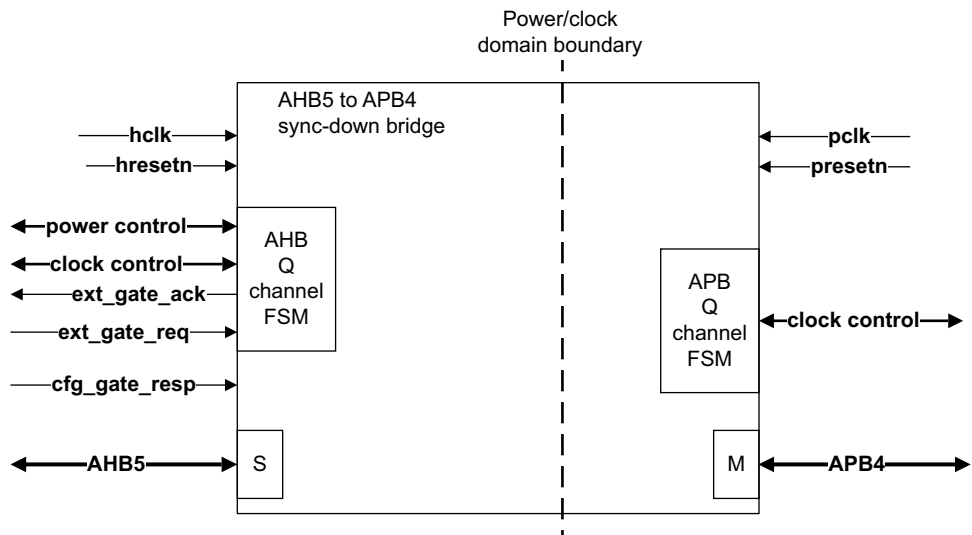 Power/clock
domain boundary
AHB5 to APB4
sync-down bridge
hclk
hresetn
pclk
presetn
power control
clock control
ext_gate_ack
ext_gate_req
cfg_gate_resp
AHB
Q
channel
FSM
APB
Q
channel
FSM
clock control
AHB5
S
M
APB4